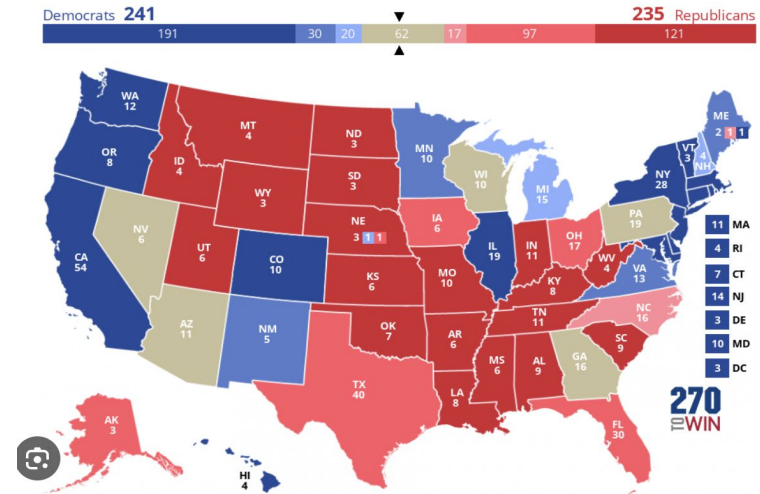 Democrats 241
235 Republicans
191 30 20 62 17 97 121
WA
12
OR
8
CA
54
NV
6
ID
4
MT
4
WY
3
UT
6
AZ
11
CO
10
NM
5
ND
3
SD
3
NE
3 1 1
KS
6
OK
7
TX
40
MN
10
IA
6
MO
10
AR
6
LA
8
WI
10
IL
19
MI
15
IN
11
OH
17
KY
8
TN
11
MS
6
AL
9
GA
16
FL
30
SC
9
NC
16
VA
13
WV
4
PA
19
NY
28
VT
3
4
NH
ME
2 1 1
11 MA
4 RI
7 CT
14 NJ
3 DE
10 MD
3 DC
AK
3
HI
4
270
TO WIN